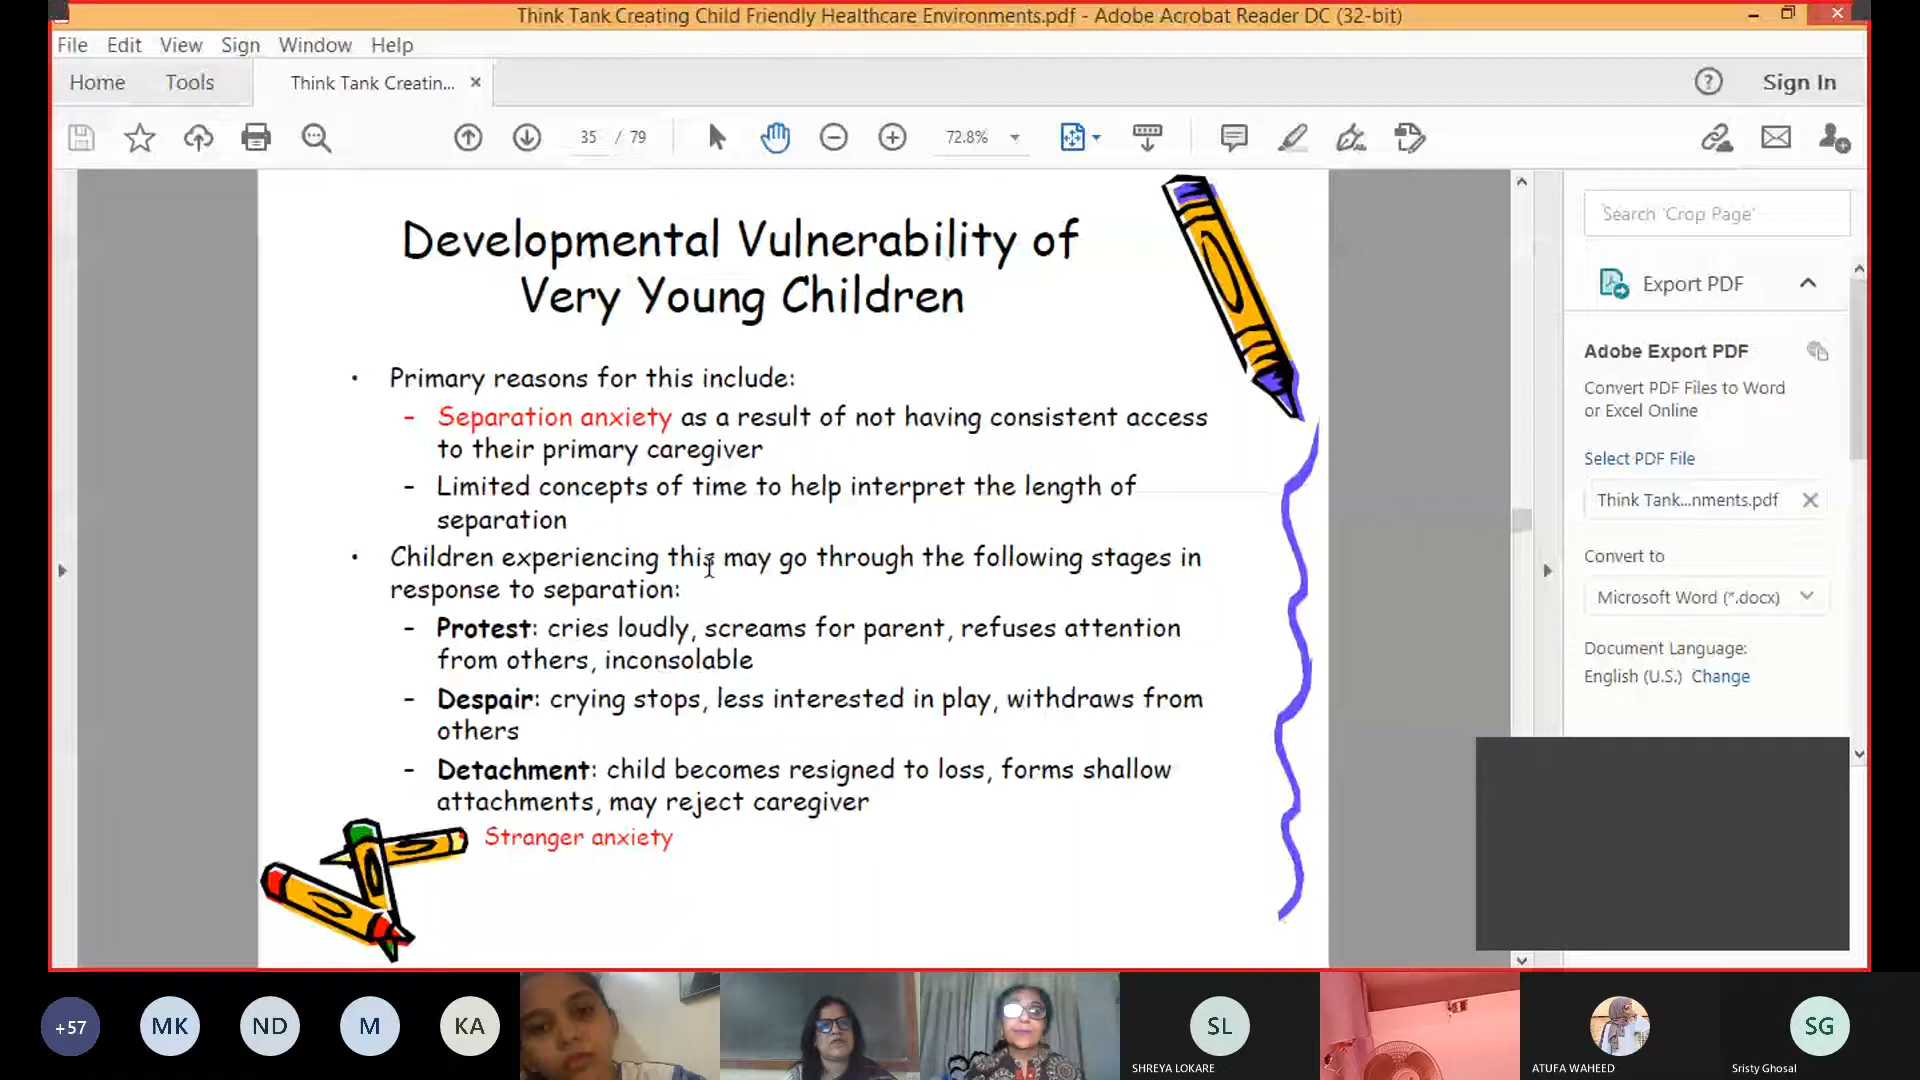 Think Tank Creating Child Friendly Healthcare Environments.pdf - Adobe Acrobat Reader DC (32-bit)
File Edit View Sign Window Help
Home Tools Think Tank Creatin... Sign In
35 / 79 72.8%
Developmental Vulnerability of
Very Young Children
• Primary reasons for this include:
- Separation anxiety as a result of not having consistent access
to their primary caregiver
- Limited concepts of time to help interpret the length of
separation
• Children experiencing this may go through the following stages in
response to separation:
- Protest: cries loudly, screams for parent, refuses attention
from others, inconsolable
- Despair: crying stops, less interested in play, withdraws from
others
- Detachment: child becomes resigned to loss, forms shallow
attachments, may reject caregiver
Stranger anxiety
Search 'Crop Page'
Export PDF
Adobe Export PDF
Convert PDF Files to Word
or Excel Online
Select PDF File
Think Tank...nments.pdf
Convert to
Microsoft Word (*.docx)
Document Language:
English (U.S.) Change
+57 MK ND M KA SL SG
SHREYA LOKARE ATUFA WAHEED Sristy Ghosal